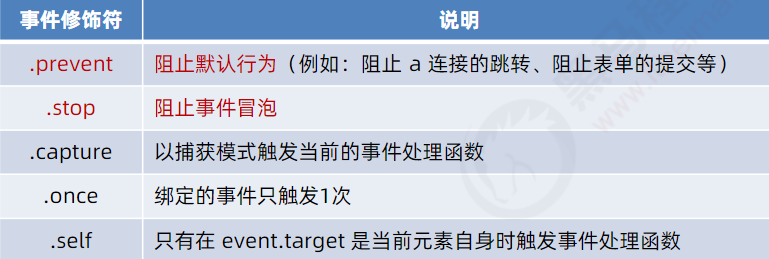 事件修饰符 说明
.prevent 阻止默认行为（例如：阻止 a 连接的跳转、阻止表单的提交等）
.stop 阻止事件冒泡
.capture 以捕获模式触发当前的事件处理函数
.once 绑定的事件只触发1次
.self 只有在 event.target 是当前元素自身时触发事件处理函数